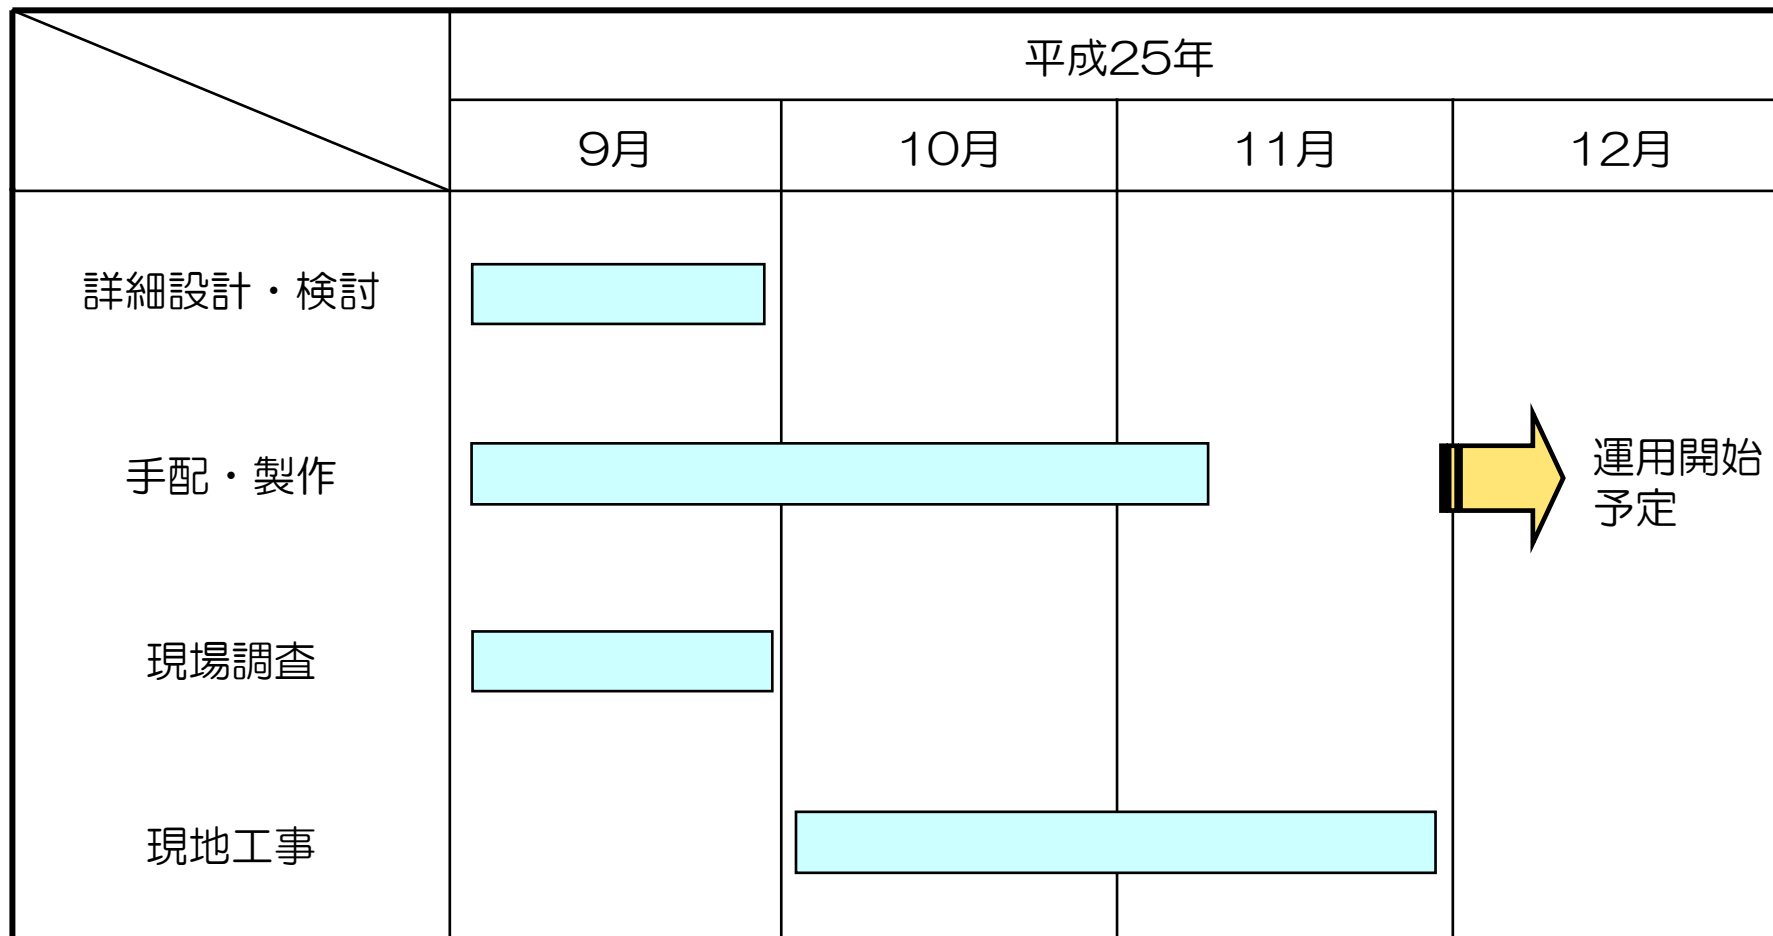 平成25年
9月
10月
11月
12月
詳細設計・検討
手配・製作
運用開始
予定
現場調査
現地工事